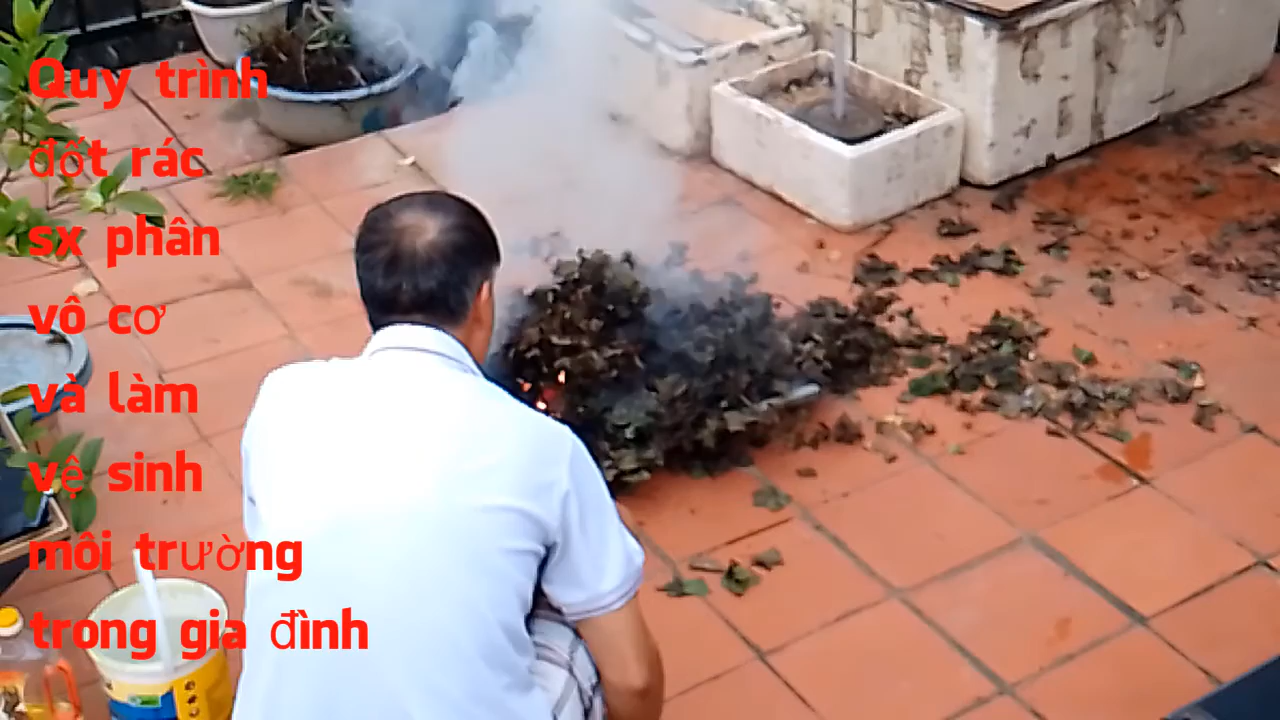 Quy trình
đốt rác
sx phân
vô cơ
và làm
vệ sinh
môi trường
trong gia đình